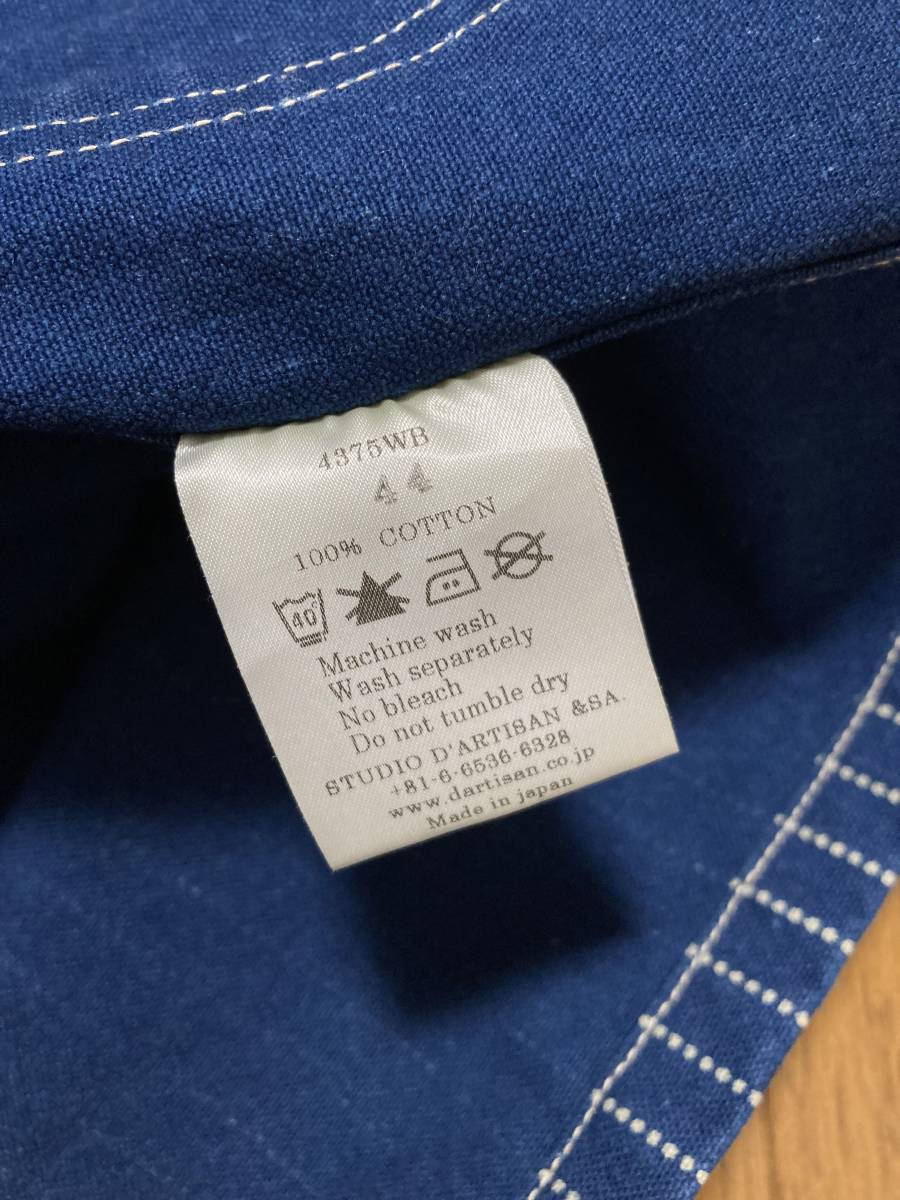 4375WB
44
100% COTTON
40°
Machine wash
Wash separately
No bleach
Do not tumble dry
STUDIO D'ARTISAN &SA.
+81-6-6536-6328
www.dartisan.co.jp
Made in japan